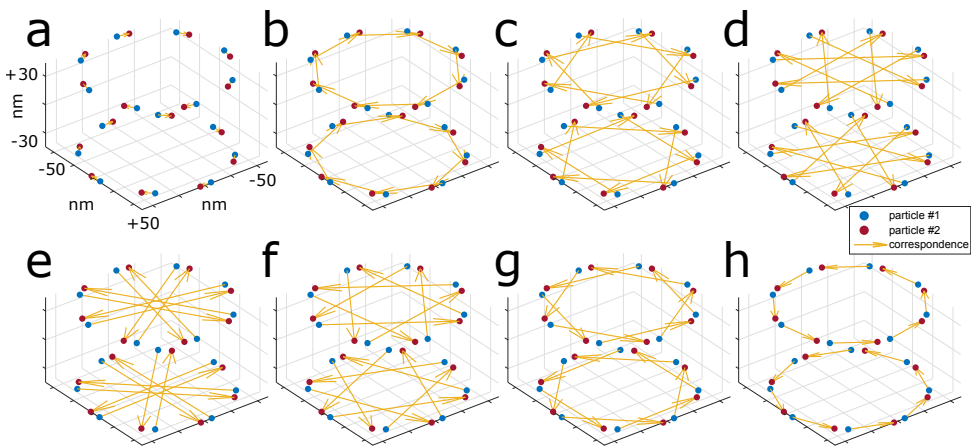 a
b
c
d
+30
nm
-30
-50
nm
+50
nm
-50
particle #1
particle #2
correspondence
e
f
g
h